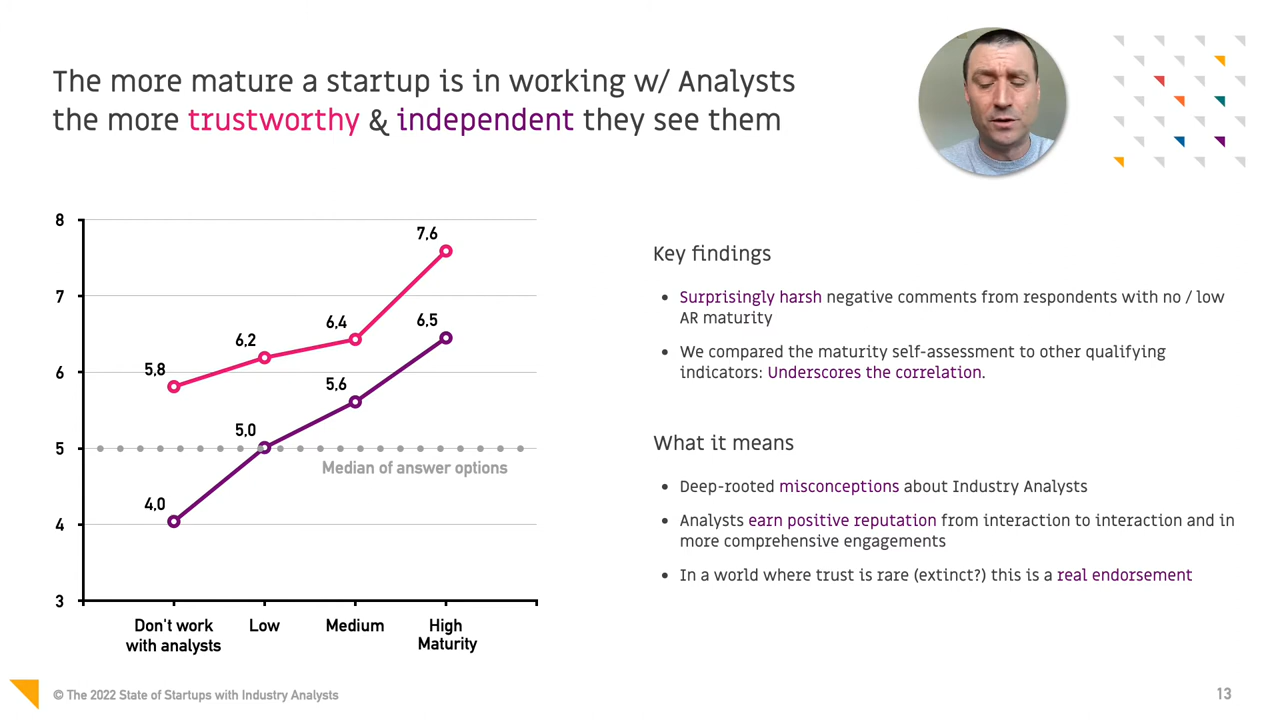 The more mature a startup is in working w/ Analysts
the more trustworthy & independent they see them
8
7
6
5
4
3
5,8
6,2
6,4
7,6
4,0
5,0
5,6
6,5
Median of answer options
Don't work
with analysts
Low
Medium
High
Maturity
Key findings
• Surprisingly harsh negative comments from respondents with no / low
AR maturity
• We compared the maturity self-assessment to other qualifying
indicators: Underscores the correlation.
What it means
• Deep-rooted misconceptions about Industry Analysts
• Analysts earn positive reputation from interaction to interaction and in
more comprehensive engagements
• In a world where trust is rare (extinct?) this is a real endorsement
© The 2022 State of Startups with Industry Analysts
13